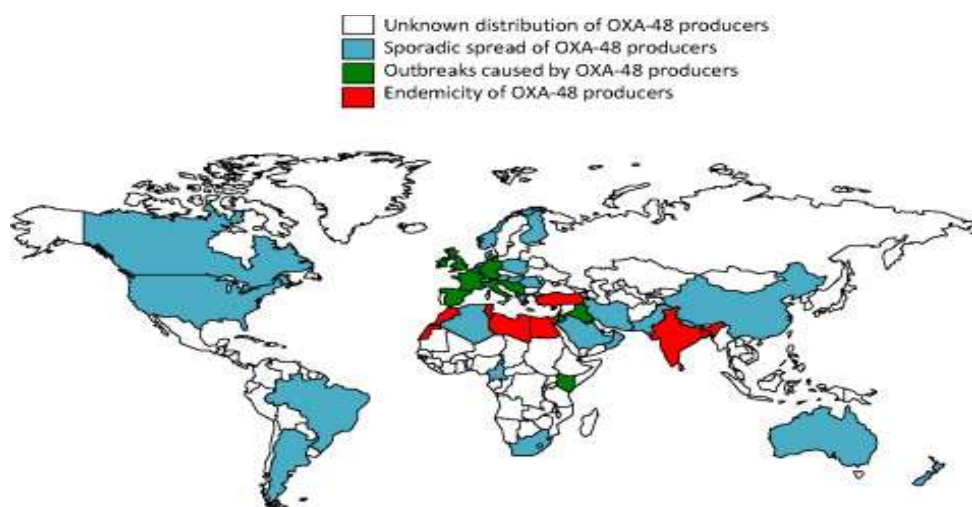 Unknown distribution of OXA-48 producers
Sporadic spread of OXA-48 producers
Outbreaks caused by OXA-48 producers
Endemicity of OXA-48 producers